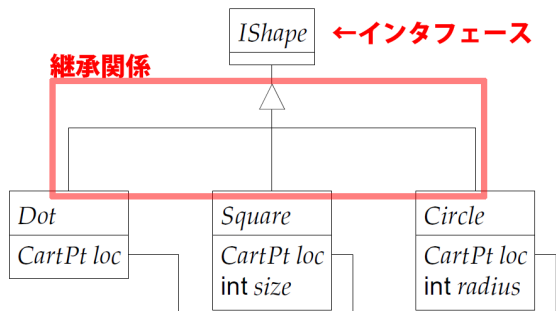 IShape
←インタフェース
継承関係
Dot
CartPt loc
Square
CartPt loc
int size
Circle
CartPt loc
int radius